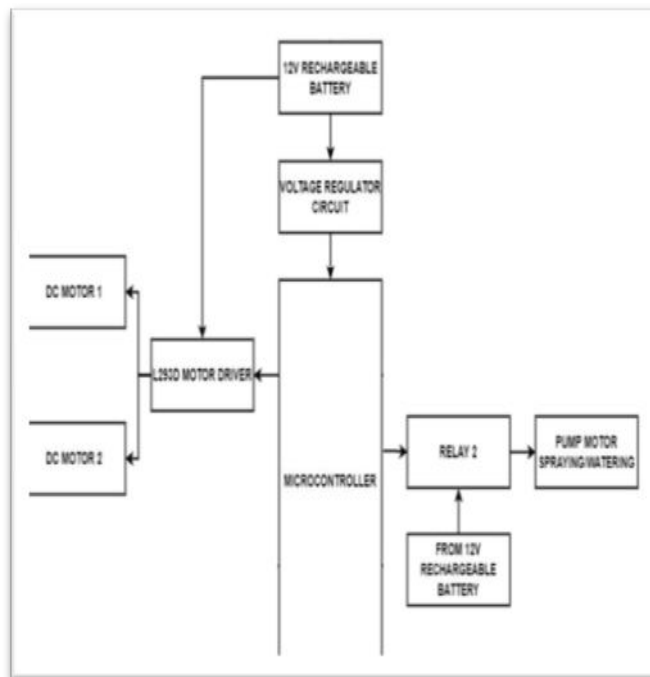 12V RECHARGEABLE
BATTERY
VOLTAGE REGULATOR
CIRCUIT
DC MOTOR 1
L293D MOTOR DRIVER
DC MOTOR 2
MICROCONTROLLER
RELAY 2
PUMP MOTOR
SPRAYING/WATERING
FROM 12V
RECHARGEABLE
BATTERY